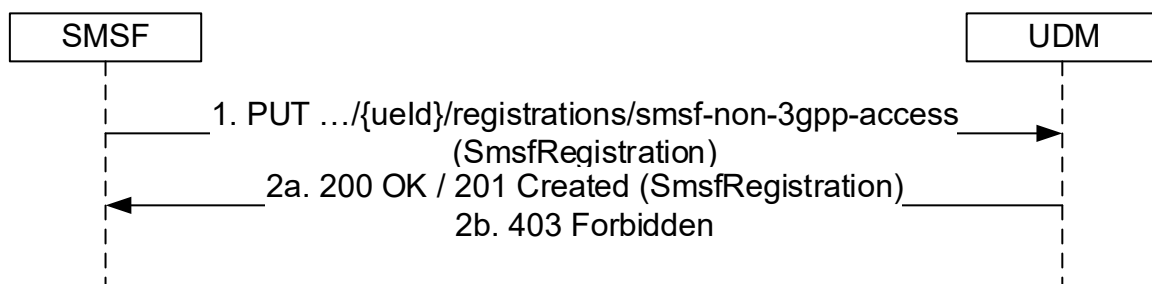 SMSF
UDM
1. PUT …/{ueId}/registrations/smsf-non-3gpp-access
(SmsfRegistration)
2a. 200 OK / 201 Created (SmsfRegistration)
2b. 403 Forbidden